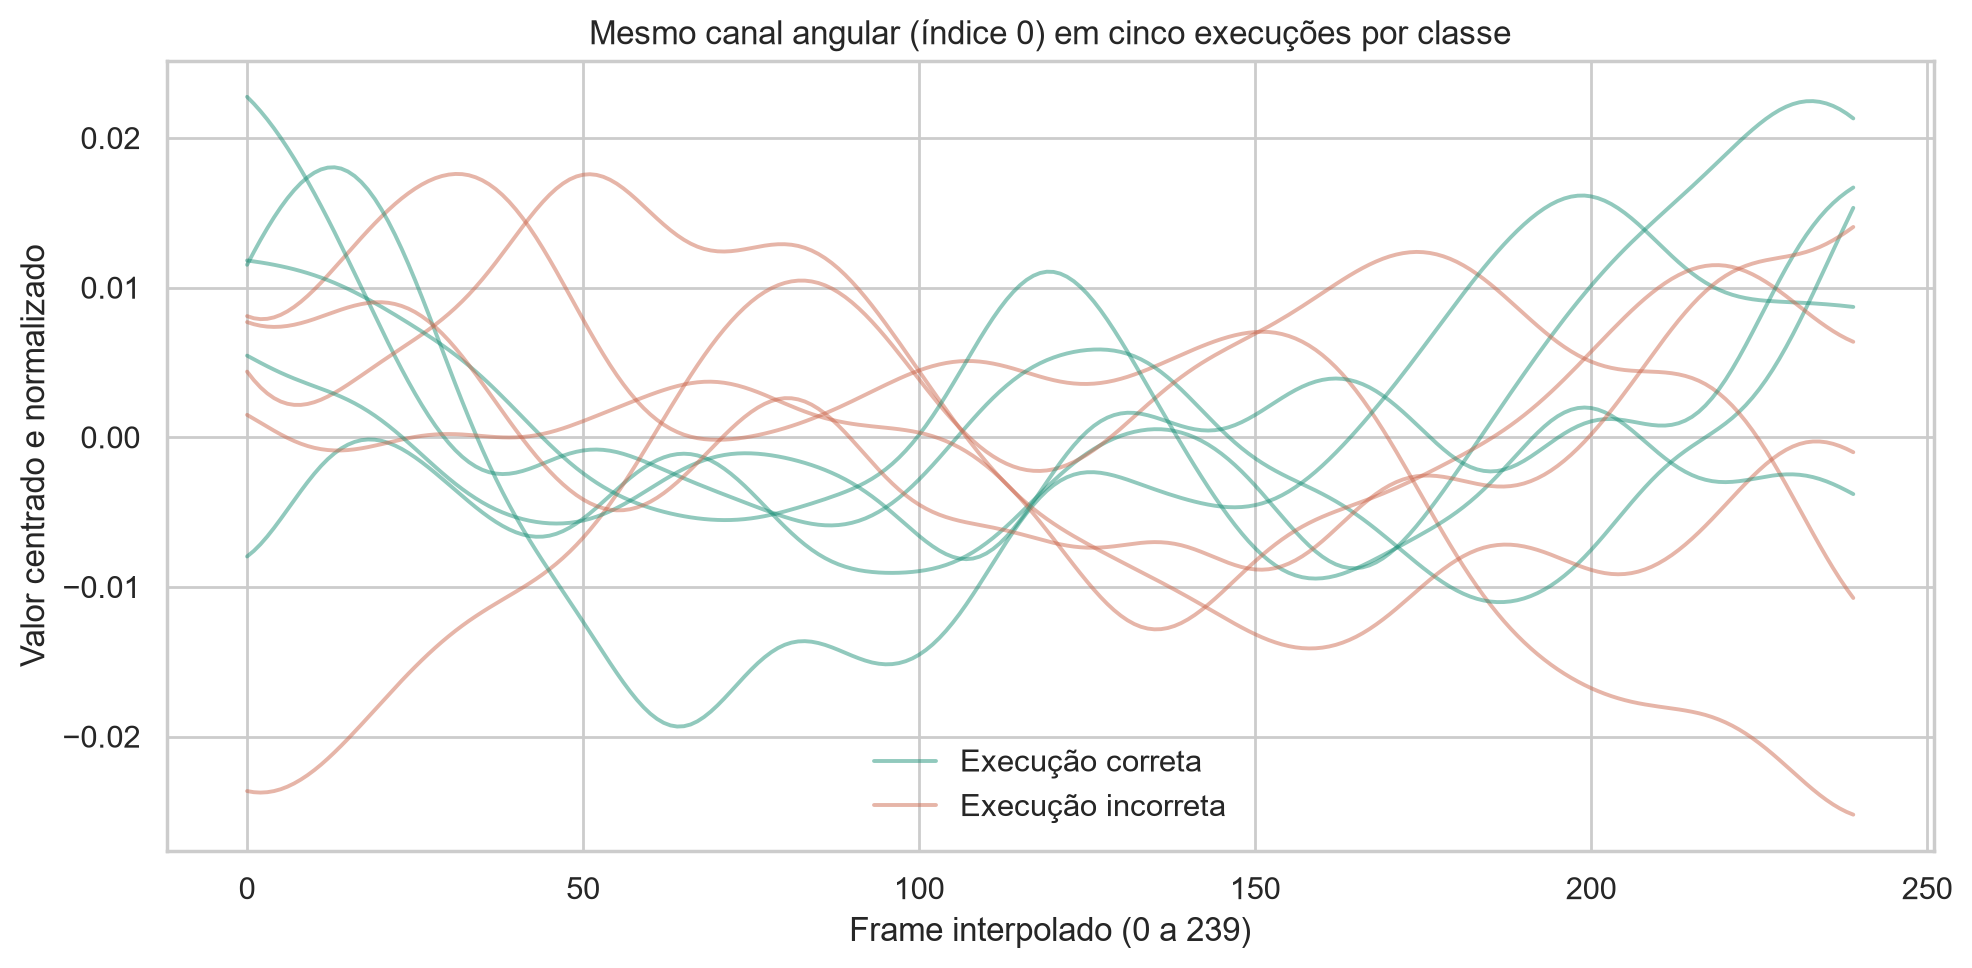 Mesmo canal angular (índice 0) em cinco execuções por classe
Valor centrado e normalizado
0.02
0.01
0.00
−0.01
−0.02
Execução correta
Execução incorreta
0 50 100 150 200 250
Frame interpolado (0 a 239)